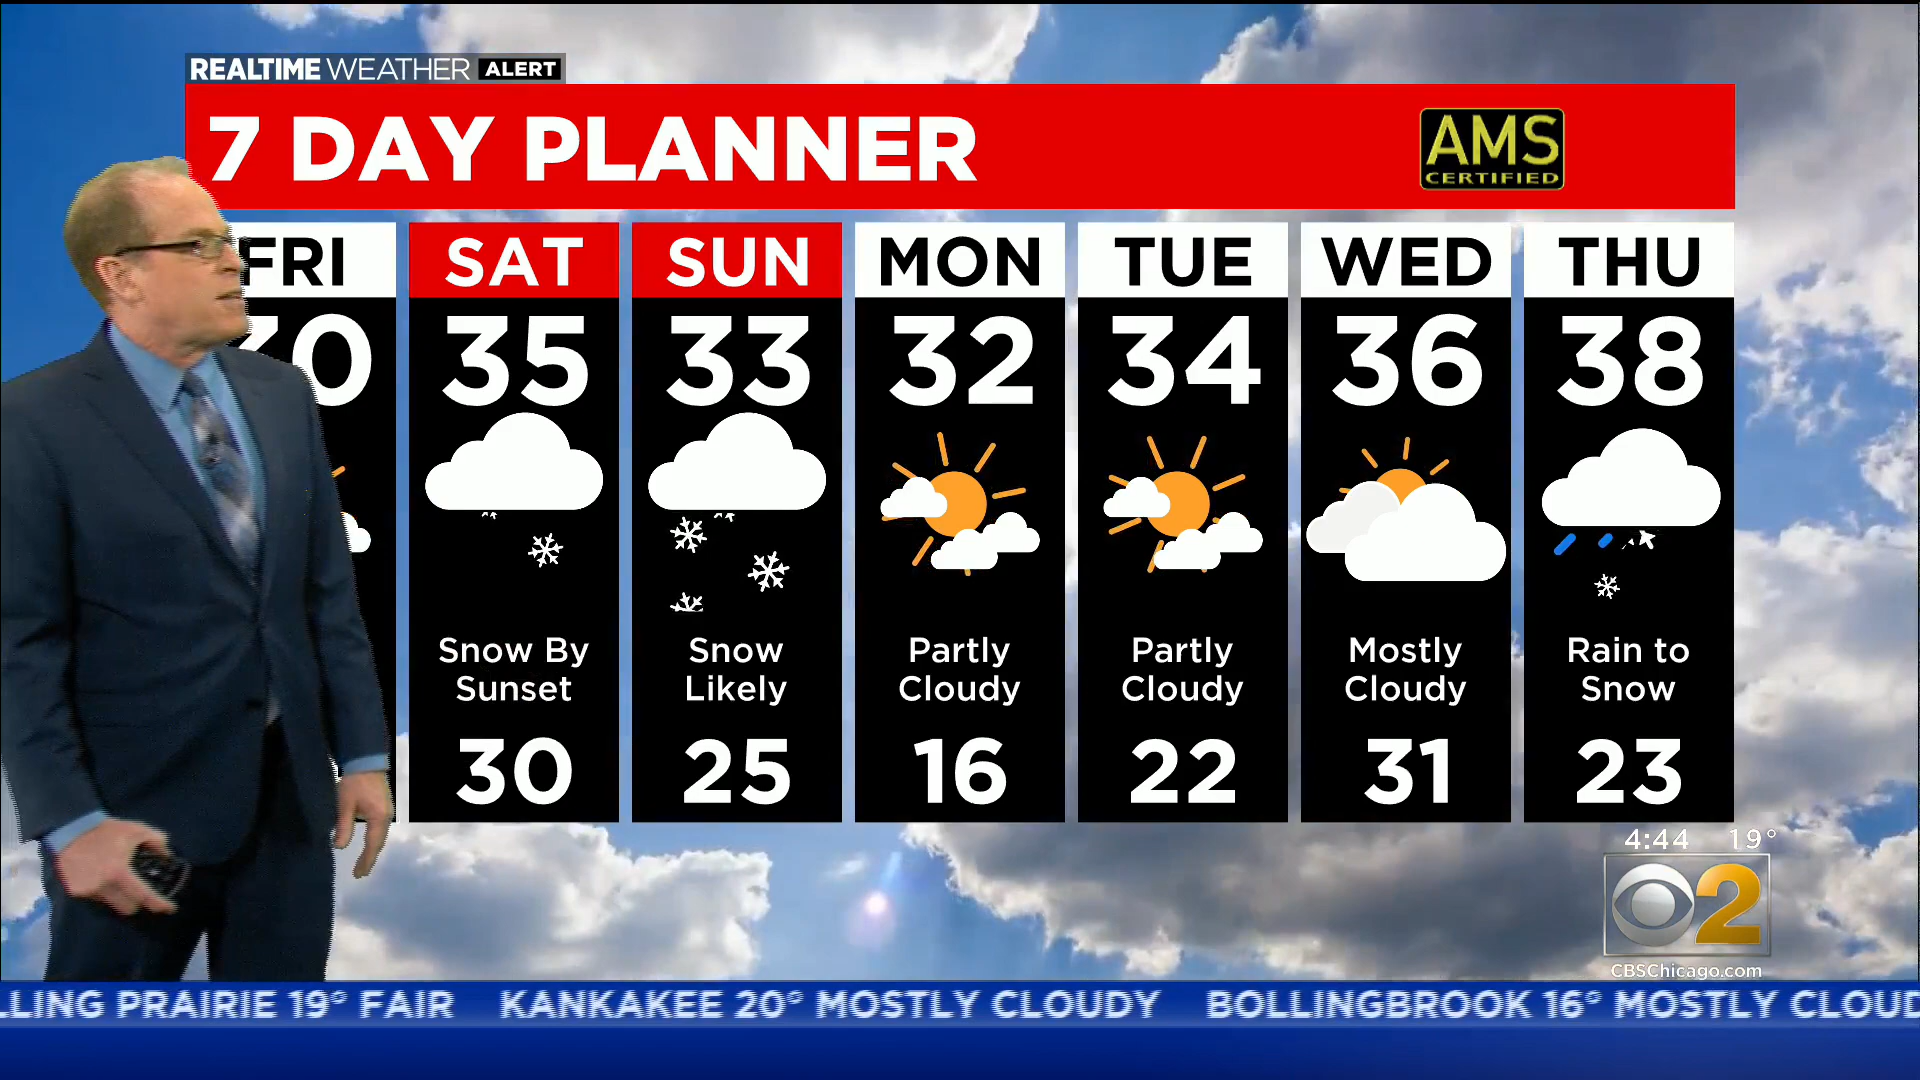 REALTIME WEATHER ALERT
7 DAY PLANNER
AMS
CERTIFIED
FRI SAT SUN MON TUE WED THU
30 35 33 32 34 36 38
Snow By Sunset
Snow Likely
Partly Cloudy
Partly Cloudy
Mostly Cloudy
Rain to Snow
30 25 16 22 31 23
4:44 19°
2
CBSChicago.com
LLING PRAIRIE 19° FAIR KANKAKEE 20° MOSTLY CLOUDY BOLLINGBROOK 16° MOSTLY CLOUD